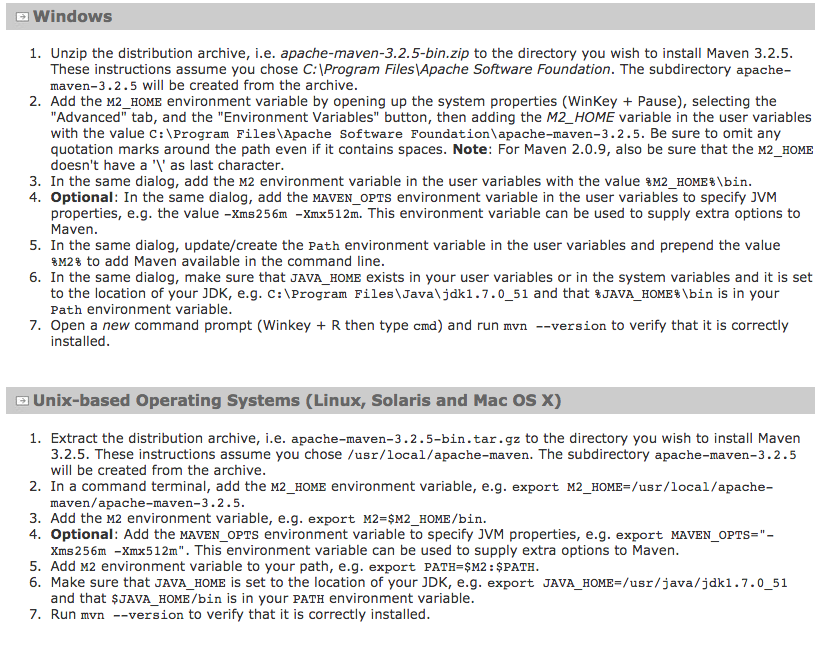 Windows
1. Unzip the distribution archive, i.e. apache-maven-3.2.5-bin.zip to the directory you wish to install Maven 3.2.5.
These instructions assume you chose C:\Program Files\Apache Software Foundation. The subdirectory apache-
maven-3.2.5 will be created from the archive.
2. Add the M2_HOME environment variable by opening up the system properties (WinKey + Pause), selecting the
"Advanced" tab, and the "Environment Variables" button, then adding the M2_HOME variable in the user variables
with the value C:\Program Files\Apache Software Foundation\apache-maven-3.2.5. Be sure to omit any
quotation marks around the path even if it contains spaces. Note: For Maven 2.0.9, also be sure that the M2_HOME
doesn't have a '\' as last character.
3. In the same dialog, add the M2 environment variable in the user variables with the value %M2_HOME%\bin.
4. Optional: In the same dialog, add the MAVEN_OPTS environment variable in the user variables to specify JVM
properties, e.g. the value -Xms256m -Xmx512m. This environment variable can be used to supply extra options to
Maven.
5. In the same dialog, update/create the Path environment variable in the user variables and prepend the value
%M2% to add Maven available in the command line.
6. In the same dialog, make sure that JAVA_HOME exists in your user variables or in the system variables and it is set
to the location of your JDK, e.g. C:\Program Files\Java\jdk1.7.0_51 and that %JAVA_HOME%\bin is in your
Path environment variable.
7. Open a new command prompt (Winkey + R then type cmd) and run mvn --version to verify that it is correctly
installed.
Unix-based Operating Systems (Linux, Solaris and Mac OS X)
1. Extract the distribution archive, i.e. apache-maven-3.2.5-bin.tar.gz to the directory you wish to install Maven
3.2.5. These instructions assume you chose /usr/local/apache-maven. The subdirectory apache-maven-3.2.5
will be created from the archive.
2. In a command terminal, add the M2_HOME environment variable, e.g. export M2_HOME=/usr/local/apache-
maven/apache-maven-3.2.5.
3. Add the M2 environment variable, e.g. export M2=$M2_HOME/bin.
4. Optional: Add the MAVEN_OPTS environment variable to specify JVM properties, e.g. export MAVEN_OPTS="-
Xms256m -Xmx512m". This environment variable can be used to supply extra options to Maven.
5. Add M2 environment variable to your path, e.g. export PATH=$M2:$PATH.
6. Make sure that JAVA_HOME is set to the location of your JDK, e.g. export JAVA_HOME=/usr/java/jdk1.7.0_51
and that $JAVA_HOME/bin is in your PATH environment variable.
7. Run mvn --version to verify that it is correctly installed.